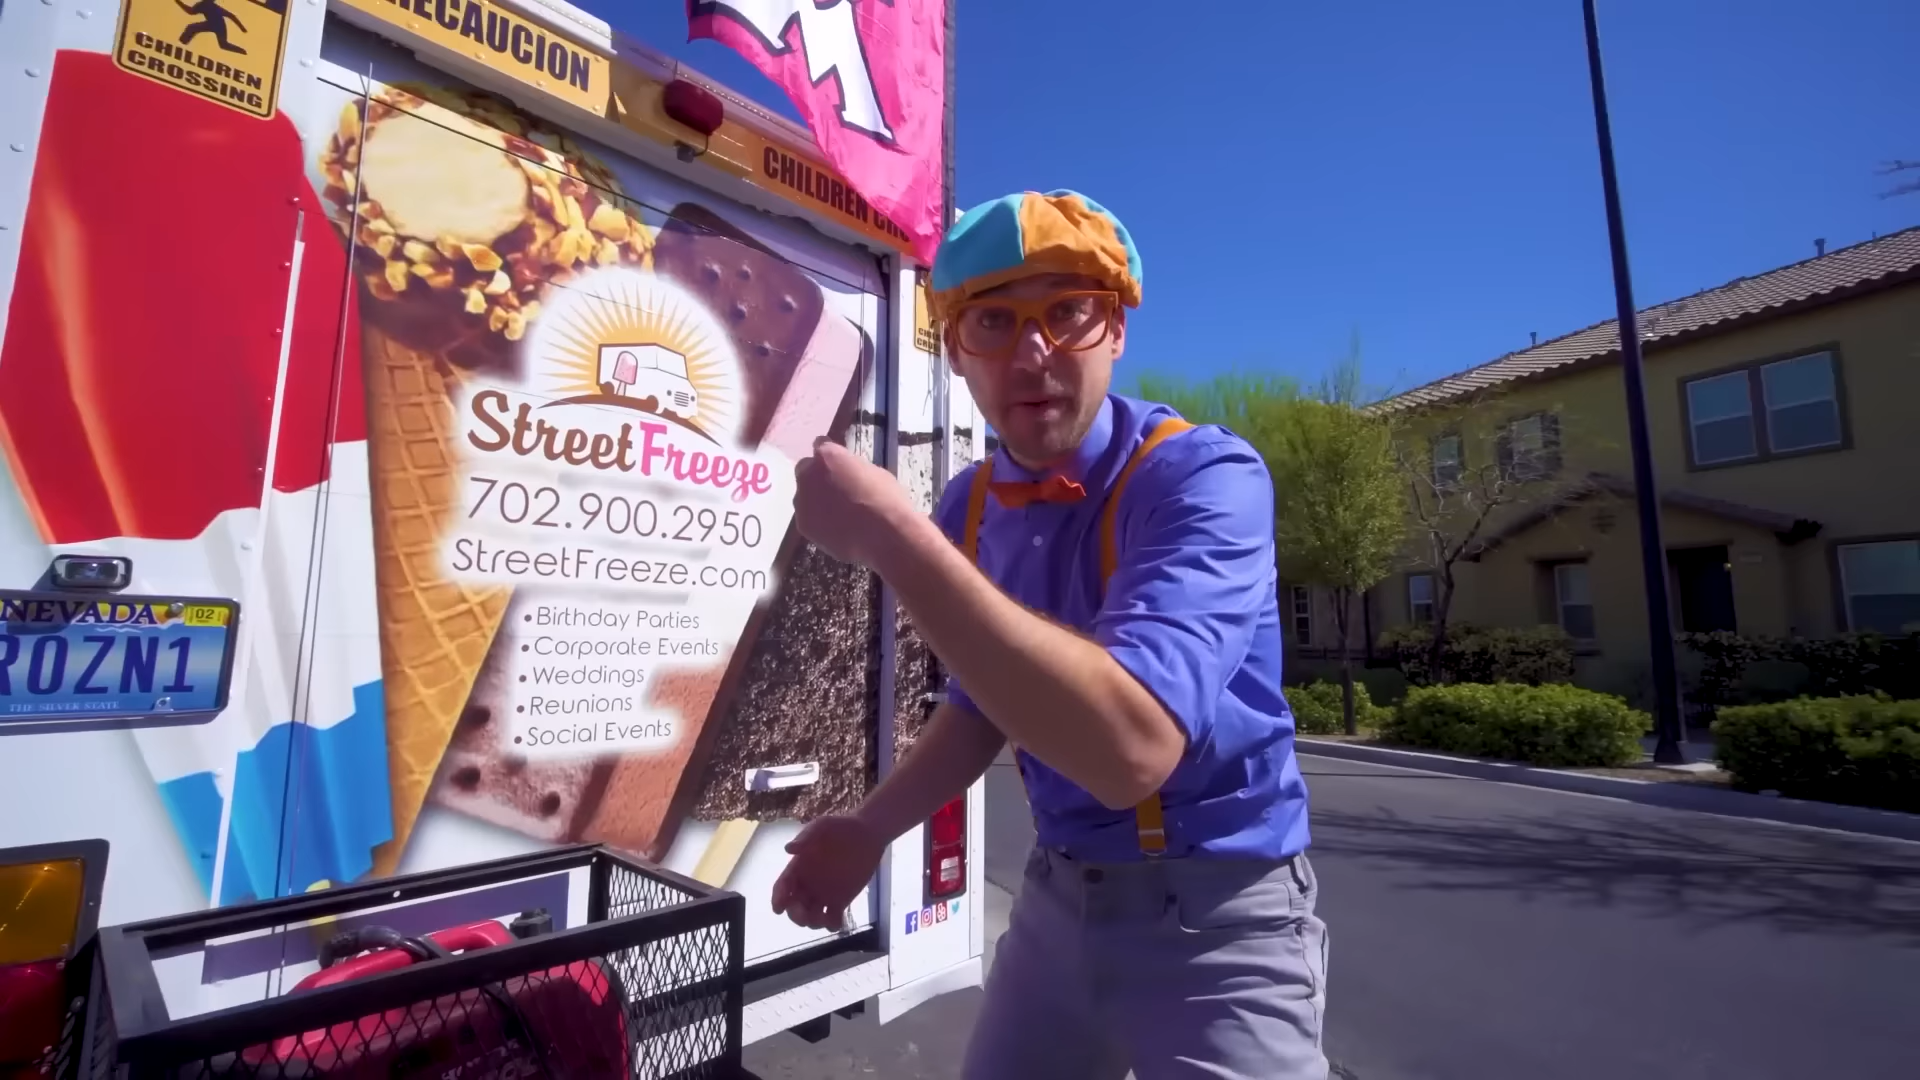 CHILDREN
CROSSING
PRECAUCION
CHILDREN
StreetFreeze
702.900.2950
StreetFreeze.com
• Birthday Parties
• Corporate Events
• Weddings
• Reunions
• Social Events
NEVADA
02
ROZN1
THE SILVER STATE